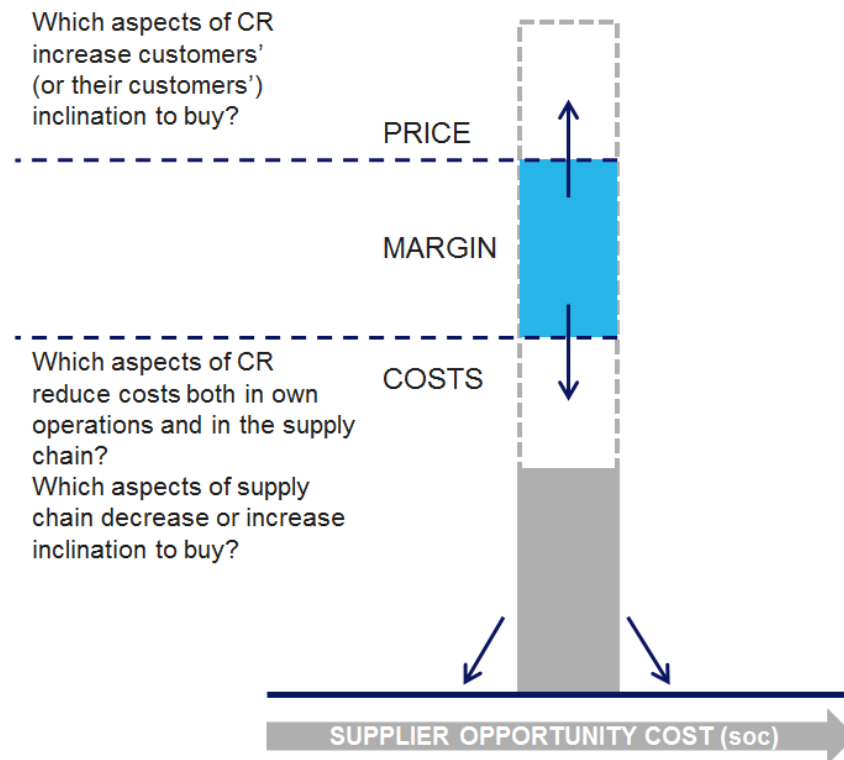 Which aspects of CR
increase customers’
(or their customers’)
inclination to buy?
PRICE
MARGIN
Which aspects of CR
reduce costs both in own
operations and in the supply
chain?
Which aspects of supply
chain decrease or increase
inclination to buy?
COSTS
SUPPLIER OPPORTUNITY COST (soc)